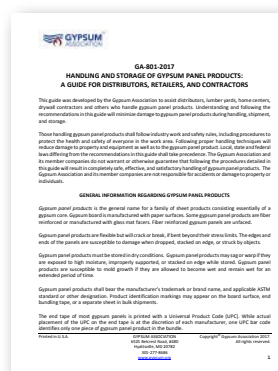 GYPSUM
ASSOCIATION
GA-801-2017
HANDLING AND STORAGE OF GYPSUM PANEL PRODUCTS:
A GUIDE FOR DISTRIBUTORS, RETAILERS, AND CONTRACTORS
This guide was developed by the Gypsum Association to assist distributors, lumber yards, home centers,
drywall contractors and others who handle gypsum panel products. Understanding and following the
recommendations in this guide will minimize damage to gypsum panel products during handling, shipment,
and storage.
Those handling gypsum panel products shall follow industry work and safety rules, including procedures to
protect the health and safety of everyone in the work area. Following proper handling techniques will
reduce damage to property and equipment as well as to the gypsum panel product. Local, state and federal
laws differing from the recommendations in this guide shall take precedence. The Gypsum Association and
its member companies do not warrant or otherwise guarantee that following the procedures detailed in
this guide will result in completely safe, effective, and satisfactory handling of gypsum panel products. The
Gypsum Association and its member companies are not responsible for accidents or damage to property or
individuals.
GENERAL INFORMATION REGARDING GYPSUM PANEL PRODUCTS
Gypsum panel products is the general name for a family of sheet products consisting essentially of a
gypsum core. Gypsum board is manufactured with paper surfaces. Some gypsum panel products are fiber
reinforced or manufactured with glass mat facers. Fiber reinforced gypsum panels are unfaced.
Gypsum panel products are flexible but will crack or break, if bent beyond their stress limits. The edges and
ends of the panels are susceptible to damage when dropped, stacked on edge, or struck by objects.
Gypsum panel products must be stored in dry conditions. Gypsum panel products may sag or warp if they
are exposed to high moisture, improperly supported, or stacked on edge while stored. Gypsum panel
products are susceptible to mold growth if they are allowed to become wet and remain wet for an
extended period of time.
Gypsum panel products shall bear the manufacturer's trademark or brand name, and applicable ASTM
standard or other designation. Product identification markings may appear on the board surface, end
bundling tape, or a separate sheet in bulk shipments.
The end tape of most gypsum panels is printed with a Universal Product Code (UPC). While actual
placement of the UPC on the end tape is at the discretion of each manufacturer, one UPC bar code
identifies only one piece of gypsum panel product in the bundle.
Printed in U.S.A. GYPSUM ASSOCIATION Copyright© Gypsum Association 2017.
6525 Belcrest Road, #480 All rights reserved.
Hyattsville, MD 20782
301-277-8686
www.gypsum.org
1